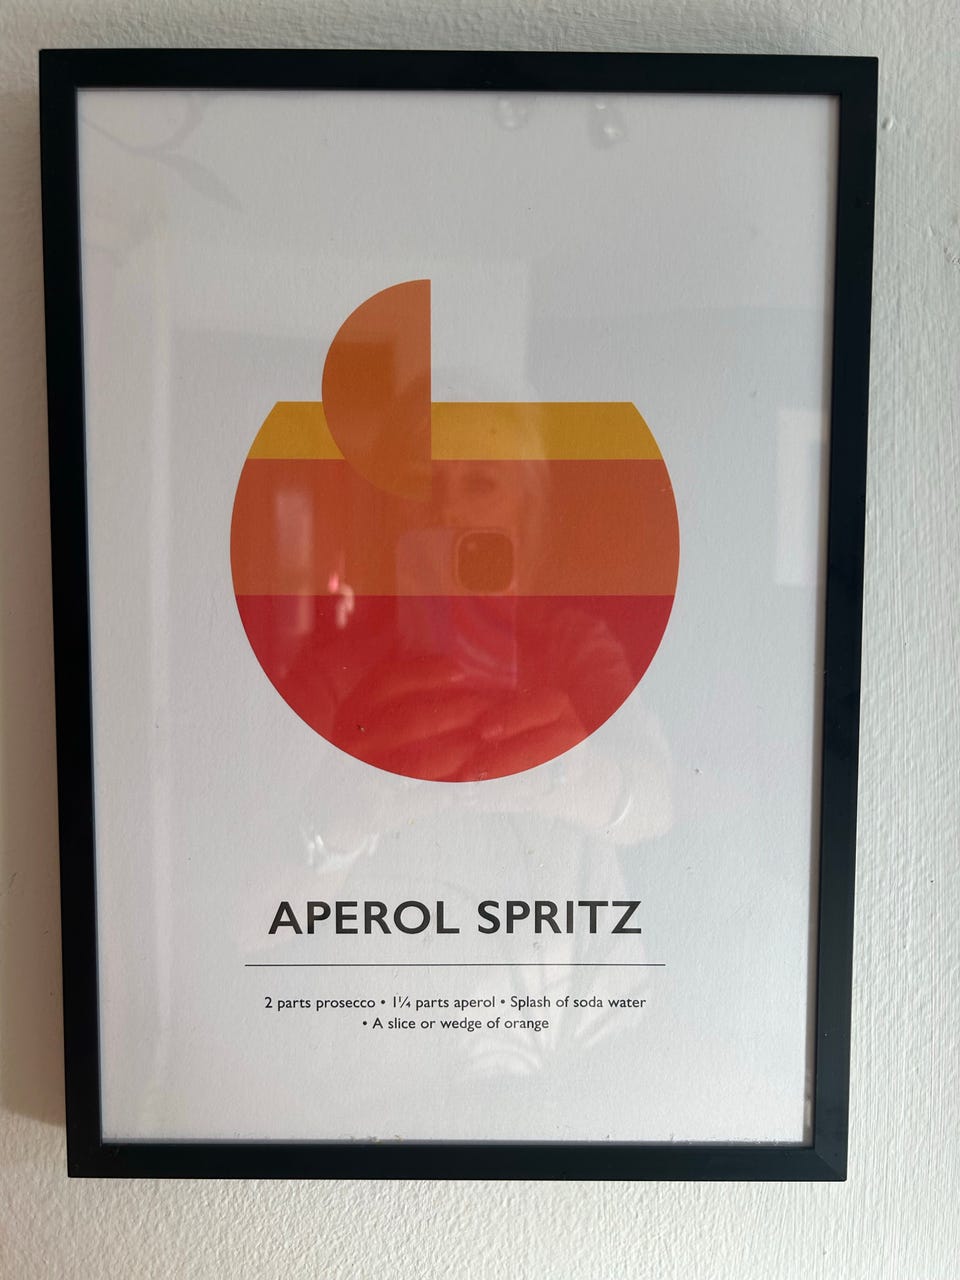 APEROL SPRITZ
2 parts prosecco • 1¼ parts aperol • Splash of soda water
• A slice or wedge of orange